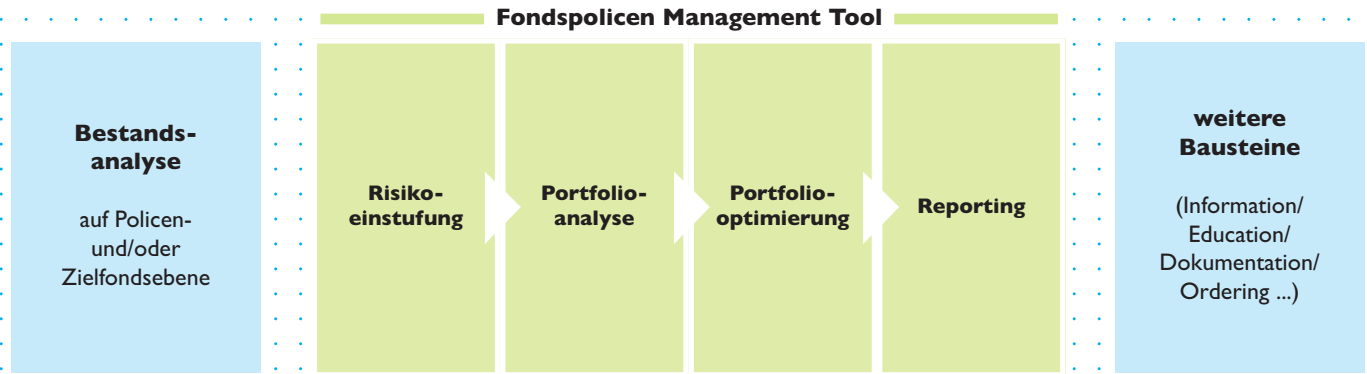 Fondspolicen Management Tool
Bestands-
analyse
auf Policen-
und/oder
Zielfondsebene
Risiko-
einstufung
Portfolio-
analyse
Portfolio-
optimierung
Reporting
weitere
Bausteine
(Information/
Education/
Dokumentation/
Ordering ...)